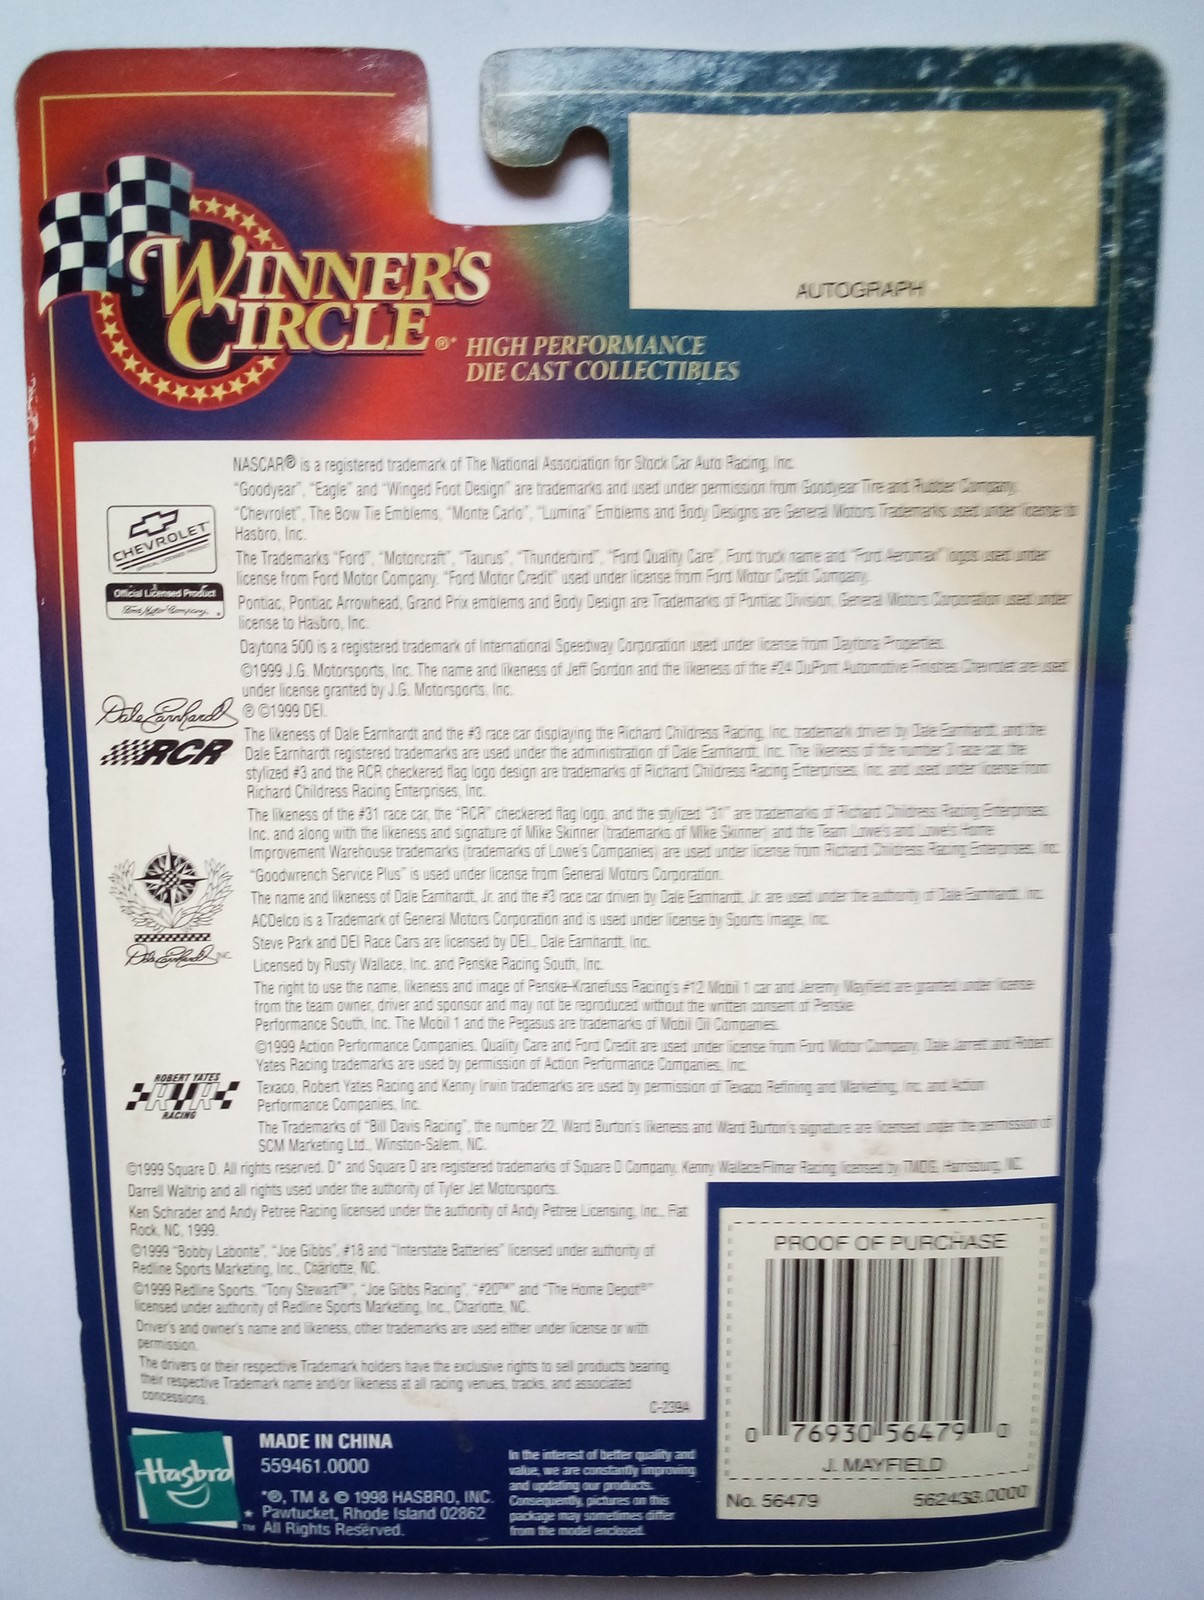 WINNER'S
CIRCLE®*
HIGH PERFORMANCE
DIE CAST COLLECTIBLES
AUTOGRAPH
NASCAR® is a registered trademark of The National Association for Stock Car Auto Racing, Inc.
"Goodyear", "Eagle" and "Winged Foot Design" are trademarks and used under permission from Goodyear Tire and Rubber Company.
CHEVROLET
"Chevrolet", The Bow Tie Emblems, "Monte Carlo", "Lumina" Emblems and Body Designs are General Motors Trademarks used under license to
Hasbro, Inc.
The Trademarks "Ford", "Motorcraft", "Taurus", "Thunderbird", "Ford Quality Care", Ford truck name and "Ford Aeromax" logos used under
license from Ford Motor Company. "Ford Motor Credit" used under license from Ford Motor Credit Company.
Official Licensed Product
Ford Motor Company.
Pontiac, Pontiac Arrowhead, Grand Prix emblems and Body Design are Trademarks of Pontiac Division, General Motors Corporation used under
license to Hasbro, Inc.
Daytona 500 is a registered trademark of International Speedway Corporation used under license from Daytona Properties.
©1999 J.G. Motorsports, Inc. The name and likeness of Jeff Gordon and the likeness of the #24 DuPont Automotive Finishes Chevrolet are used
under license granted by J.G. Motorsports, Inc.
Dale Earnhardt ® ©1999 DEI.
RCR
The likeness of Dale Earnhardt and the #3 race car displaying the Richard Childress Racing, Inc. trademark driven by Dale Earnhardt, and the
Dale Earnhardt registered trademarks are used under the administration of Dale Earnhardt, Inc. The likeness of the number 3 race car, the
stylized #3 and the RCR checkered flag logo design are trademarks of Richard Childress Racing Enterprises, Inc. and used under license from
Richard Childress Racing Enterprises, Inc.
The likeness of the #31 race car, the "RCR" checkered flag logo, and the stylized "31" are trademarks of Richard Childress Racing Enterprises,
Inc. and along with the likeness and signature of Mike Skinner (trademarks of Mike Skinner) and the Team Lowe's and Lowe's Home
Improvement Warehouse trademarks (trademarks of Lowe's Companies) are used under license from Richard Childress Racing Enterprises, Inc.
"Goodwrench Service Plus" is used under license from General Motors Corporation.
The name and likeness of Dale Earnhardt, Jr. and the #3 race car driven by Dale Earnhardt, Jr. are used under the authority of Dale Earnhardt, Inc.
ACDelco is a Trademark of General Motors Corporation and is used under license by Sports Image, Inc.
Dale Earnhardt INC.
Steve Park and DEI Race Cars are licensed by DEI., Dale Earnhardt, Inc.
Licensed by Rusty Wallace, Inc. and Penske Racing South, Inc.
The right to use the name, likeness and image of Penske-Kranefuss Racing's #12 Mobil 1 car and Jeremy Mayfield are granted under license
from the team owner, driver and sponsor and may not be reproduced without the written consent of Penske
Performance South, Inc. The Mobil 1 and the Pegasus are trademarks of Mobil Oil Companies.
©1999 Action Performance Companies. Quality Care and Ford Credit are used under license from Ford Motor Company, Dale Jarrett and Robert
Yates Racing trademarks are used by permission of Action Performance Companies, Inc.
ROBERT YATES
RYR
RACING
Texaco, Robert Yates Racing and Kenny Irwin trademarks are used by permission of Texaco Refining and Marketing, Inc. and Action
Performance Companies, Inc.
The Trademarks of "Bill Davis Racing", the number 22, Ward Burton's likeness and Ward Burton's signature are licensed under the permission of
SCM Marketing Ltd., Winston-Salem, NC.
©1999 Square D. All rights reserved. D* and Square D are registered trademarks of Square D Company. Kenny Wallace/Filmar Racing licensed by TMDG, Harrisburg, NC
Darrell Waltrip and all rights used under the authority of Tyler Jet Motorsports.
Ken Schrader and Andy Petree Racing licensed under the authority of Andy Petree Licensing, Inc., Flat
Rock, NC, 1999.
©1999 "Bobby Labonte", "Joe Gibbs", #18 and "Interstate Batteries" licensed under authority of
Redline Sports Marketing, Inc., Charlotte, NC.
©1999 Redline Sports. "Tony Stewart™", "Joe Gibbs Racing", "#20™" and "The Home Depot®"
licensed under authority of Redline Sports Marketing, Inc., Charlotte, NC.
Driver's and owner's name and likeness, other trademarks are used either under license or with
permission.
The drivers or their respective Trademark holders have the exclusive rights to sell products bearing
their respective Trademark name and/or likeness at all racing venues, tracks, and associated
concessions.
C-239A
PROOF OF PURCHASE
0 76930 56479 0
J. MAYFIELD
No. 56479 562433.0000
Hasbro
MADE IN CHINA
559461.0000
*®, TM & © 1998 HASBRO, INC.
* Pawtucket, Rhode Island 02862
™ All Rights Reserved.
In the interest of better quality and
value, we are constantly improving
and updating our products.
Consequently, pictures on this
package may sometimes differ
from the model enclosed.